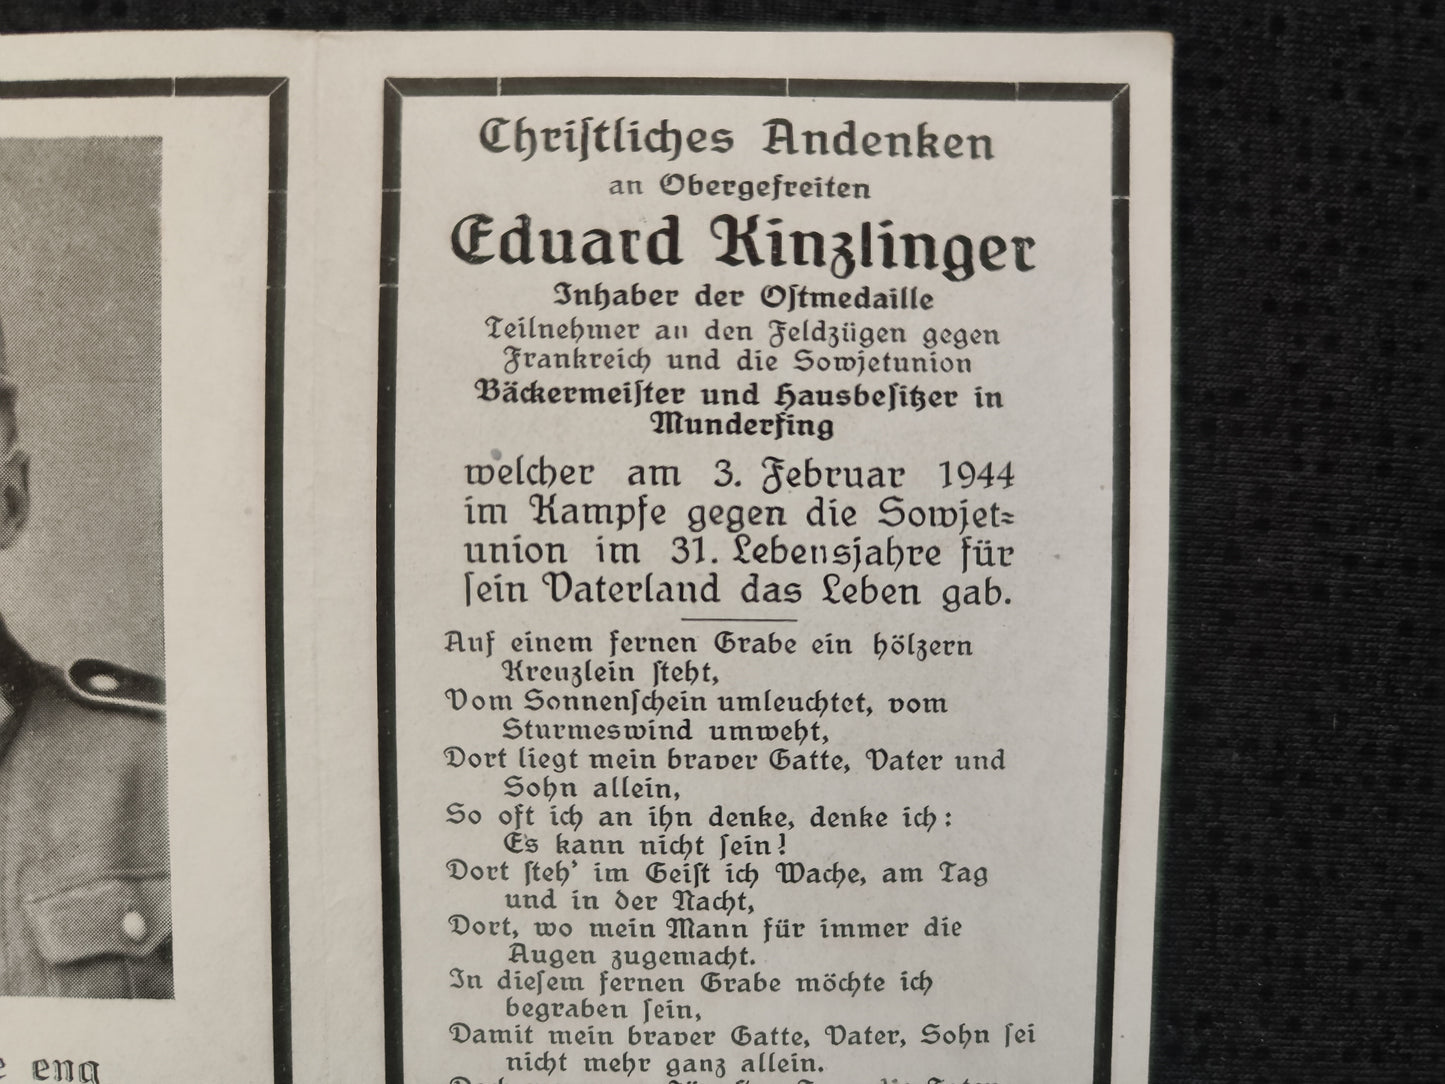 Christliches Andenken
an Obergefreiten
Eduard Kinzlinger
Inhaber der Ostmedaille
Teilnehmer an den Feldzügen gegen
Frankreich und die Sowjetunion
Bäckermeister und Hausbesitzer in
Munderfing
welcher am 3. Februar 1944
im Kampfe gegen die Sowjet=
union im 31. Lebensjahre für
sein Vaterland das Leben gab.
Auf einem fernen Grabe ein hölzern
Kreuzlein steht,
Vom Sonnenschein umleuchtet, vom
Sturmeswind umweht,
Dort liegt mein braver Gatte, Vater und
Sohn allein,
So oft ich an ihn denke, denke ich:
Es kann nicht sein!
Dort steh' im Geist ich Wache, am Tag
und in der Nacht,
Dort, wo mein Mann für immer die
Augen zugemacht.
In diesem fernen Grabe möchte ich
begraben sein,
Damit mein braver Gatte, Vater, Sohn sei
nicht mehr ganz allein.
eng